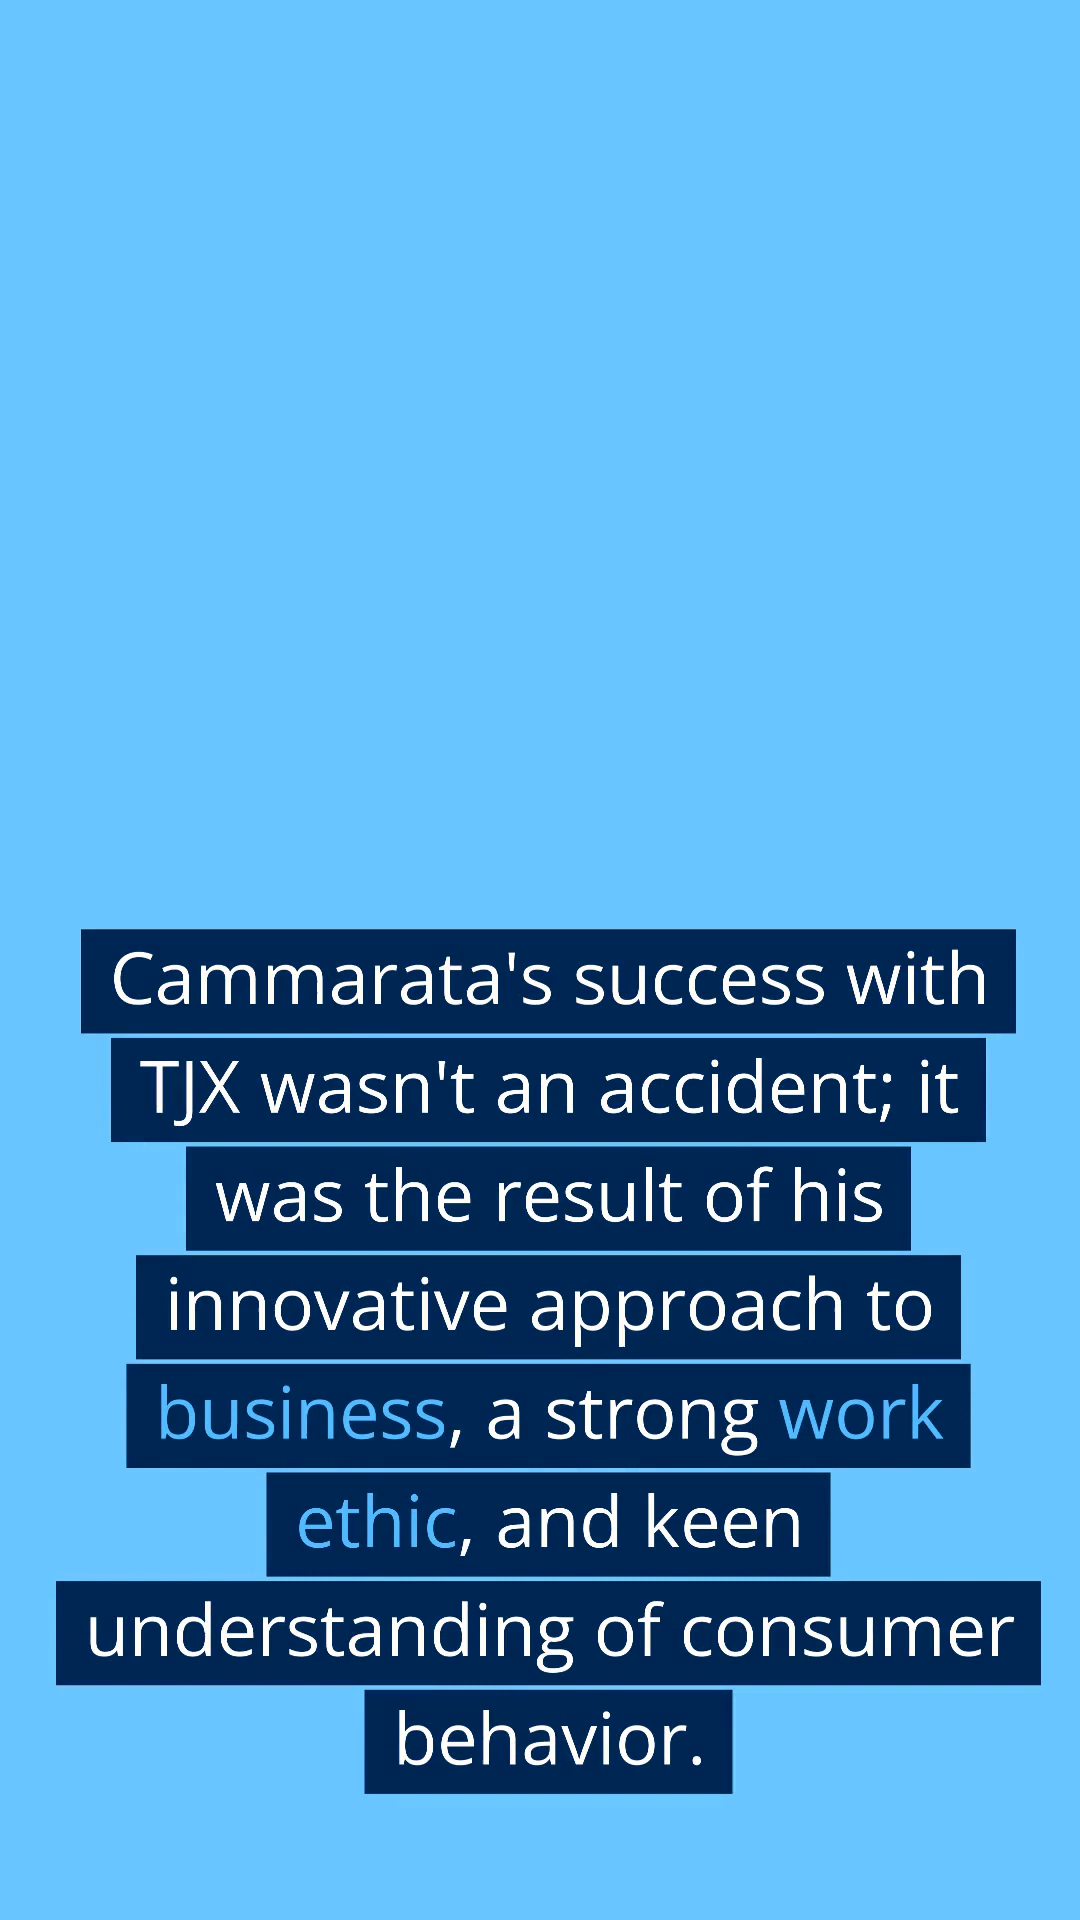 Cammarata's success with
TJX wasn't an accident; it
was the result of his
innovative approach to
business, a strong work
ethic, and keen
understanding of consumer
behavior.